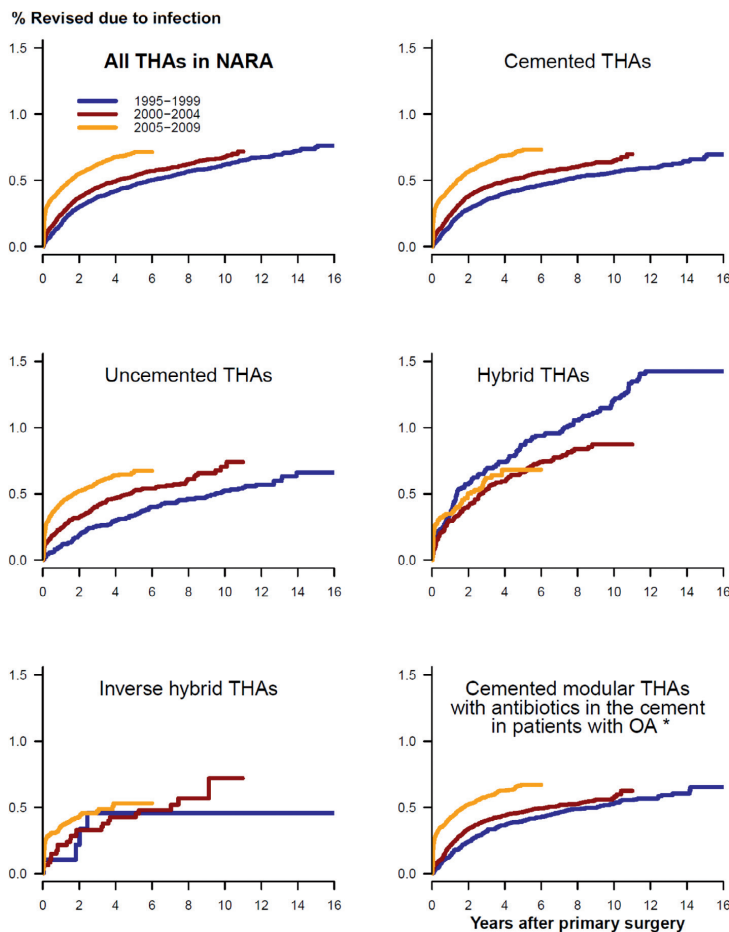 % Revised due to infection
All THAs in NARA
1995−1999
2000−2004
2005−2009
1.5
1.0
0.5
0.0
0 2 4 6 8 10 12 14 16
Cemented THAs
1.5
1.0
0.5
0.0
0 2 4 6 8 10 12 14 16
Uncemented THAs
1.5
1.0
0.5
0.0
0 2 4 6 8 10 12 14 16
Hybrid THAs
1.5
1.0
0.5
0.0
0 2 4 6 8 10 12 14 16
Inverse hybrid THAs
1.5
1.0
0.5
0.0
0 2 4 6 8 10 12 14 16
Cemented modular THAs
with antibiotics in the cement
in patients with OA *
1.5
1.0
0.5
0.0
0 2 4 6 8 10 12 14 16
Years after primary surgery